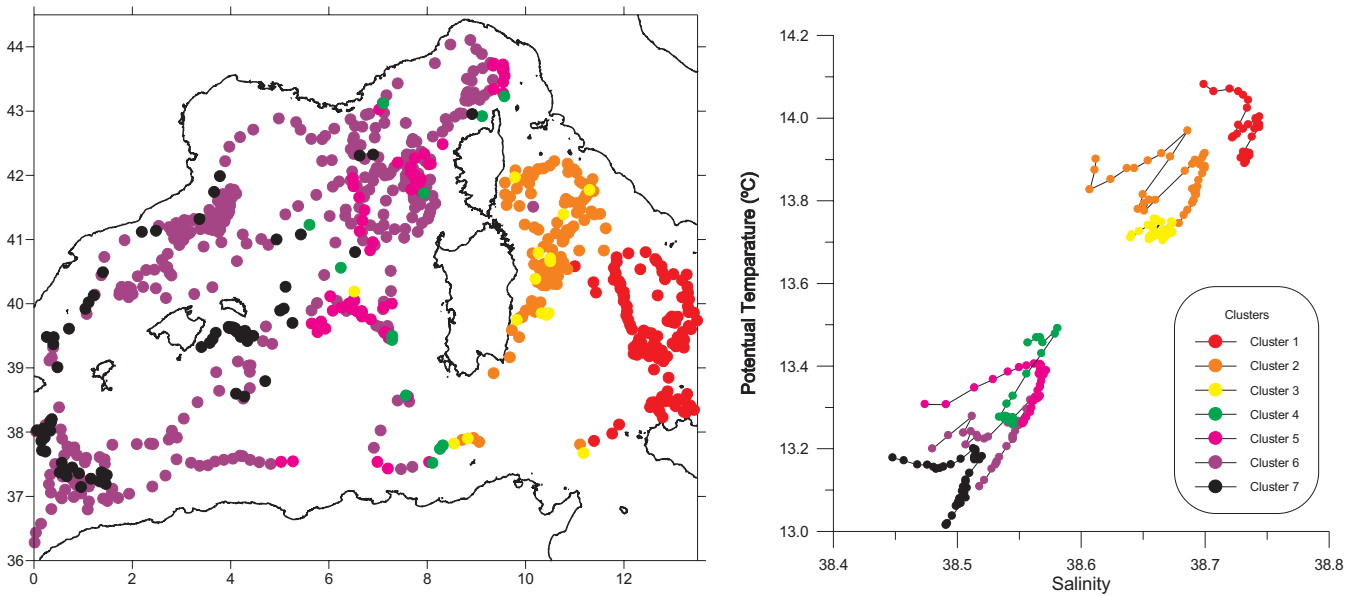 44
43
42
41
40
39
38
37
36
0 2 4 6 8 10 12
14.2
14.0
13.8
13.6
13.4
13.2
13.0
Potentual Temparature (ºC)
38.4 38.5 38.6 38.7 38.8
Salinity
Clusters
Cluster 1
Cluster 2
Cluster 3
Cluster 4
Cluster 5
Cluster 6
Cluster 7